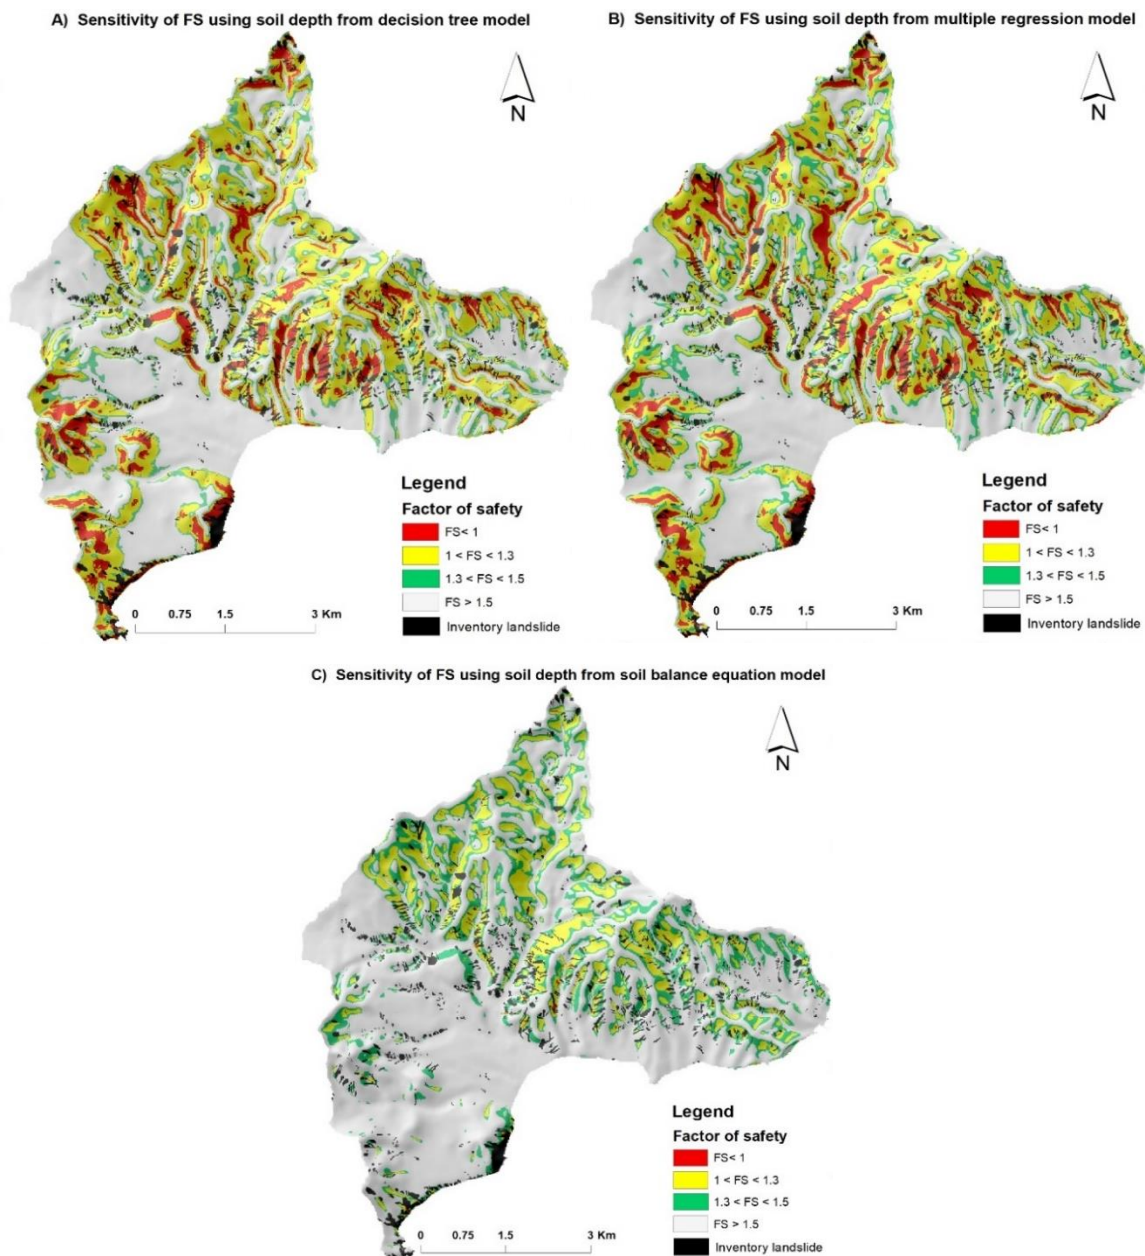 A) Sensitivity of FS using soil depth from decision tree model
B) Sensitivity of FS using soil depth from multiple regression model
N
N
Legend
Factor of safety
FS< 1
1 < FS < 1.3
1.3 < FS < 1.5
FS > 1.5
Inventory landslide
0 0.75 1.5 3 Km
Legend
Factor of safety
FS< 1
1 < FS < 1.3
1.3 < FS < 1.5
FS > 1.5
Inventory landslide
0 0.75 1.5 3 Km
C) Sensitivity of FS using soil depth from soil balance equation model
N
Legend
Factor of safety
FS< 1
1 < FS < 1.3
1.3 < FS < 1.5
FS > 1.5
Inventory landslide
0 0.75 1.5 3 Km